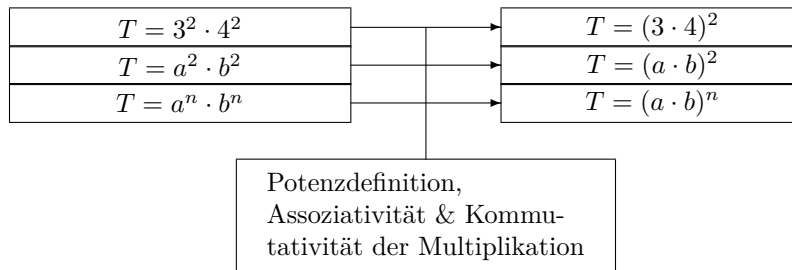 T = 3² · 4² T = (3 · 4)²
T = a² · b² T = (a · b)²
T = aⁿ · bⁿ T = (a · b)ⁿ
Potenzdefinition,
Assoziativität & Kommu-
tativität der Multiplikation